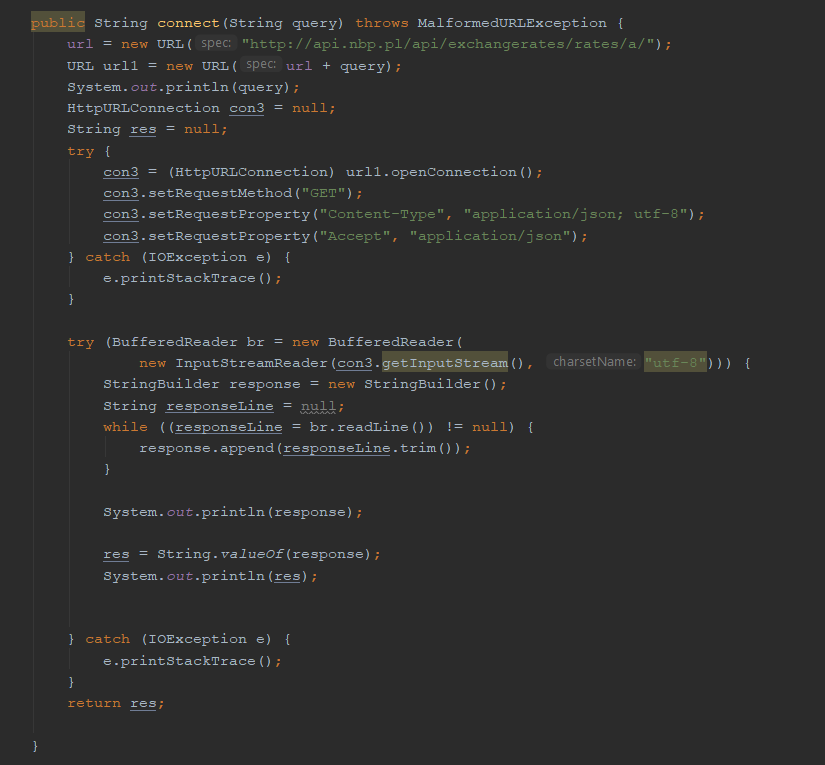 public String connect(String query) throws MalformedURLException {
url = new URL( spec: "http://api.nbp.pl/api/exchangerates/rates/a/");
URL url1 = new URL( spec: url + query);
System.out.println(query);
HttpURLConnection con3 = null;
String res = null;
try {
con3 = (HttpURLConnection) url1.openConnection();
con3.setRequestMethod("GET");
con3.setRequestProperty("Content-Type", "application/json; utf-8");
con3.setRequestProperty("Accept", "application/json");
} catch (IOException e) {
e.printStackTrace();
}
try (BufferedReader br = new BufferedReader(
new InputStreamReader(con3.getInputStream(), charsetName: "utf-8"))) {
StringBuilder response = new StringBuilder();
String responseLine = null;
while ((responseLine = br.readLine()) != null) {
response.append(responseLine.trim());
}
System.out.println(response);
res = String.valueOf(response);
System.out.println(res);
} catch (IOException e) {
e.printStackTrace();
}
return res;
}